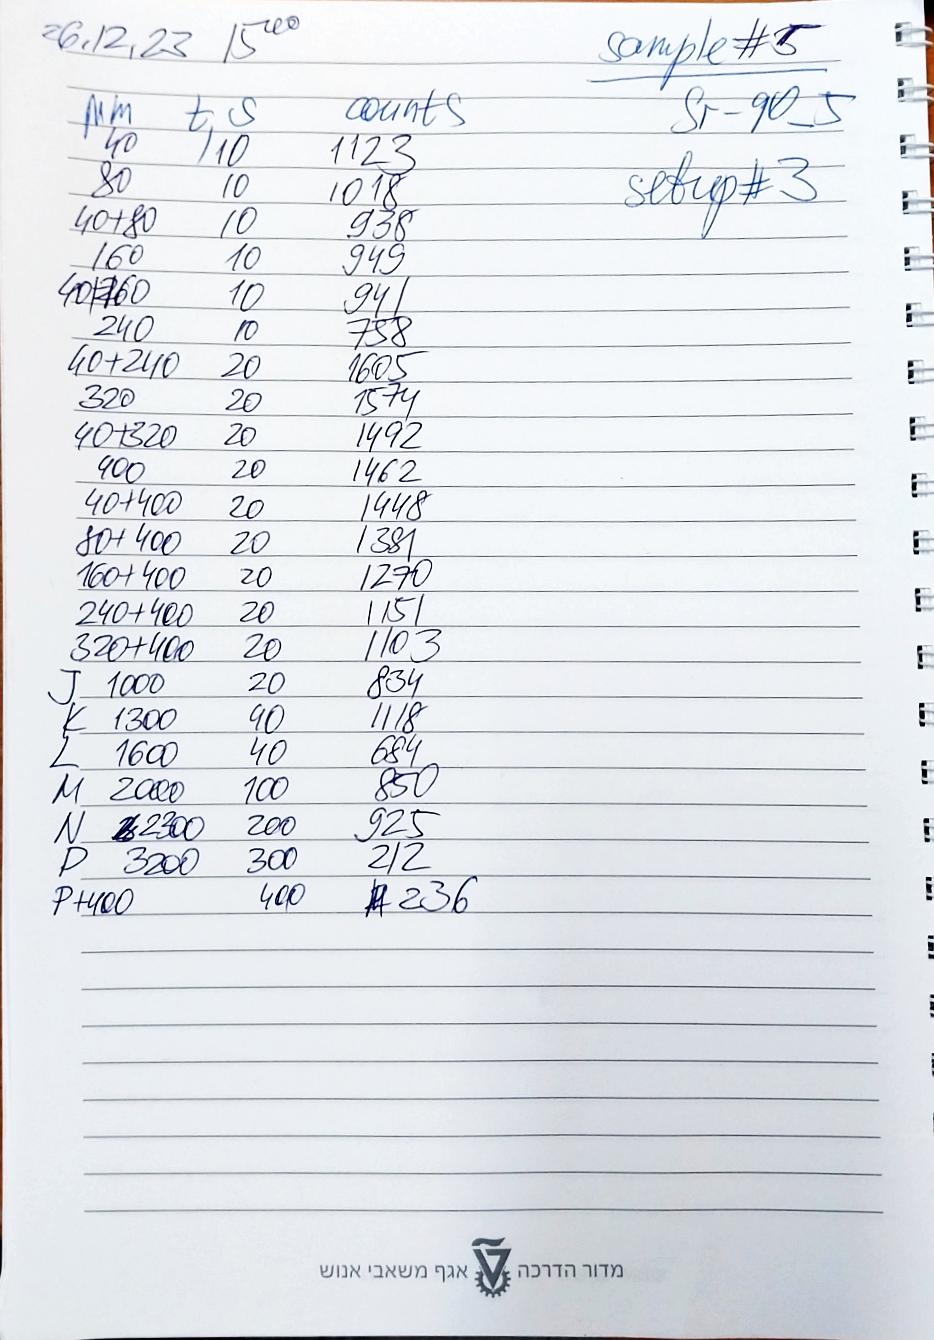 26.12.23 15⁰⁰ sample #5
μm t, s counts Sr-90_5
40 10 1123
80 10 1018 setup #3
40+80 10 938
160 10 949
40+160 10 941
240 10 758
40+240 20 1605
320 20 1574
40+320 20 1492
400 20 1462
40+400 20 1448
80+400 20 1381
160+400 20 1270
240+400 20 1151
320+400 20 1103
J 1000 20 834
K 1300 40 1118
L 1600 40 684
M 2000 100 850
N 2300 200 925
P 3200 300 212
P+400 400 236
מדור הדרכה אגף משאבי אנוש